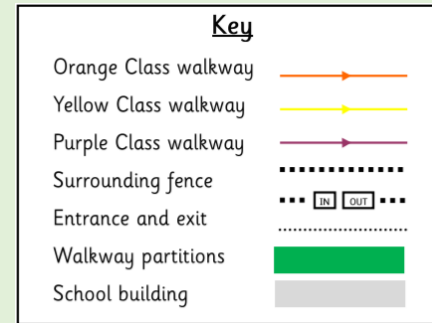 Key
Orange Class walkway
Yellow Class walkway
Purple Class walkway
Surrounding fence
IN OUT
Entrance and exit
Walkway partitions
School building